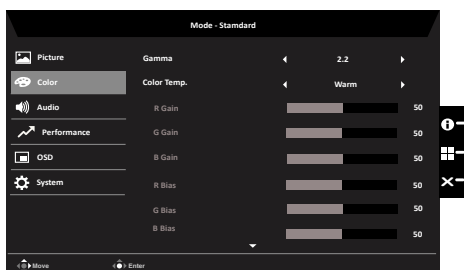 Mode - Standard
Picture
Gamma 2.2
Color
Color Temp. Warm
Audio
R Gain 50
Performance
G Gain 50
OSD
B Gain 50
System
R Bias 50
G Bias 50
B Bias 50
Move Enter